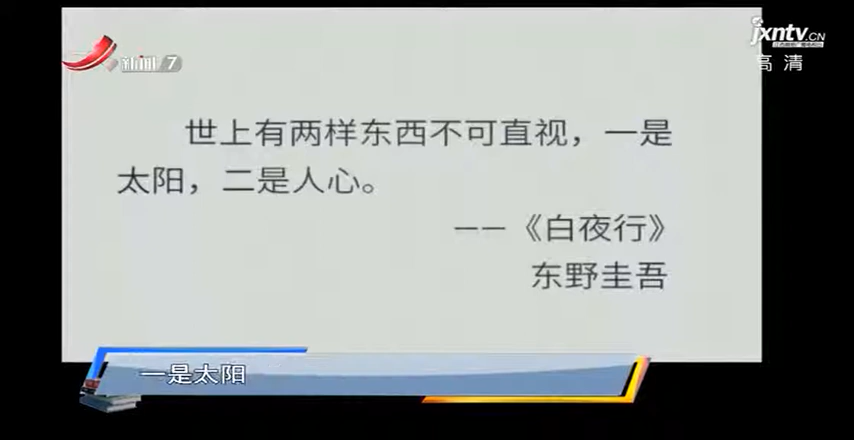 jxntv.CN
高清
新闻7
世上有两样东西不可直视，一是
太阳，二是人心。
——《白夜行》
东野圭吾
一是太阳